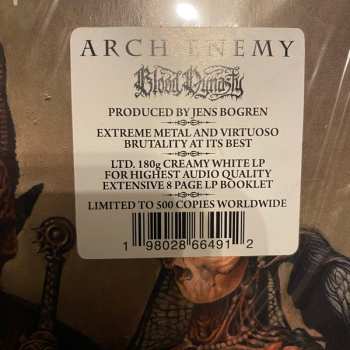 ARCH ENEMY
Blood Dynasty
PRODUCED BY JENS BOGREN
EXTREME METAL AND VIRTUOSO
BRUTALITY AT ITS BEST
LTD. 180g CREAMY WHITE LP
FOR HIGHEST AUDIO QUALITY
EXTENSIVE 8 PAGE LP BOOKLET
LIMITED TO 500 COPIES WORLDWIDE
1 98028 66491 2